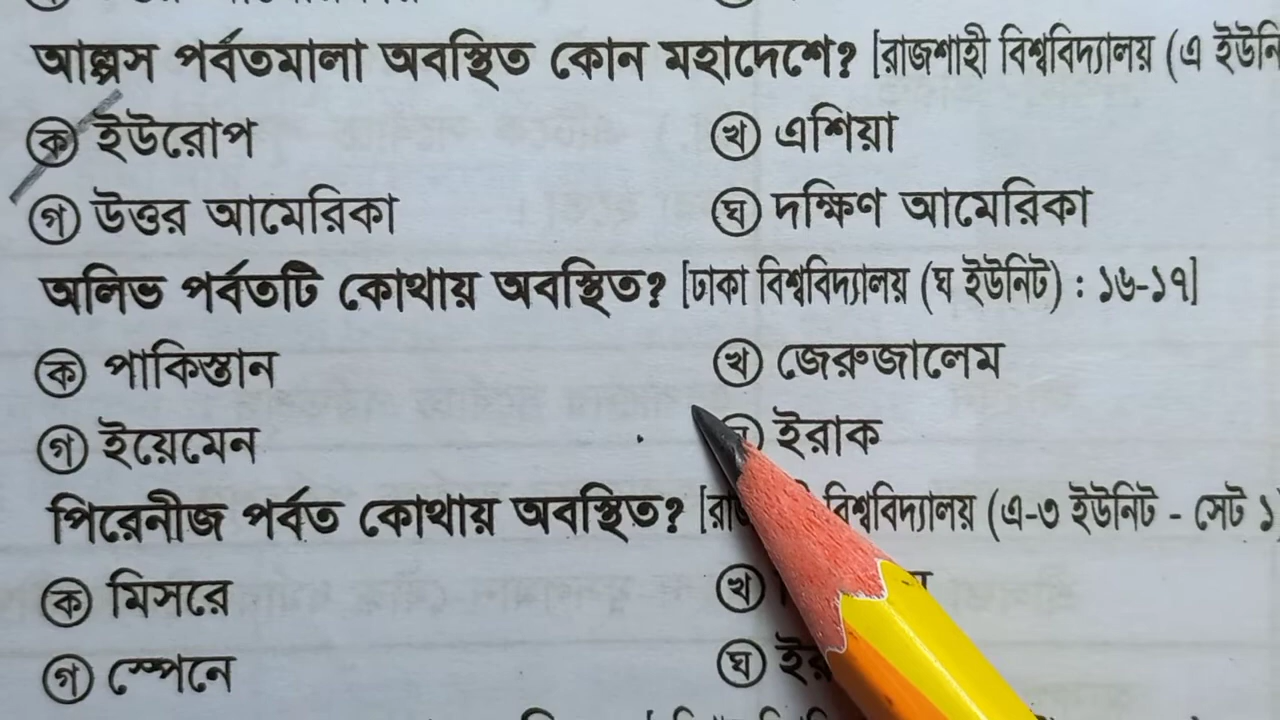 আল্পস পর্বতমালা অবস্থিত কোন মহাদেশে? [রাজশাহী বিশ্ববিদ্যালয় (এ ইউনি
ক ইউরোপ খ এশিয়া
গ উত্তর আমেরিকা ঘ দক্ষিণ আমেরিকা
অলিভ পর্বতটি কোথায় অবস্থিত? [ঢাকা বিশ্ববিদ্যালয় (ঘ ইউনিট) : ১৬-১৭]
ক পাকিস্তান খ জেরুজালেম
গ ইয়েমেন ইরাক
পিরেনীজ পর্বত কোথায় অবস্থিত? বিশ্ববিদ্যালয় (এ-৩ ইউনিট - সেট ১)
ক মিসরে খ
গ স্পেনে ঘ